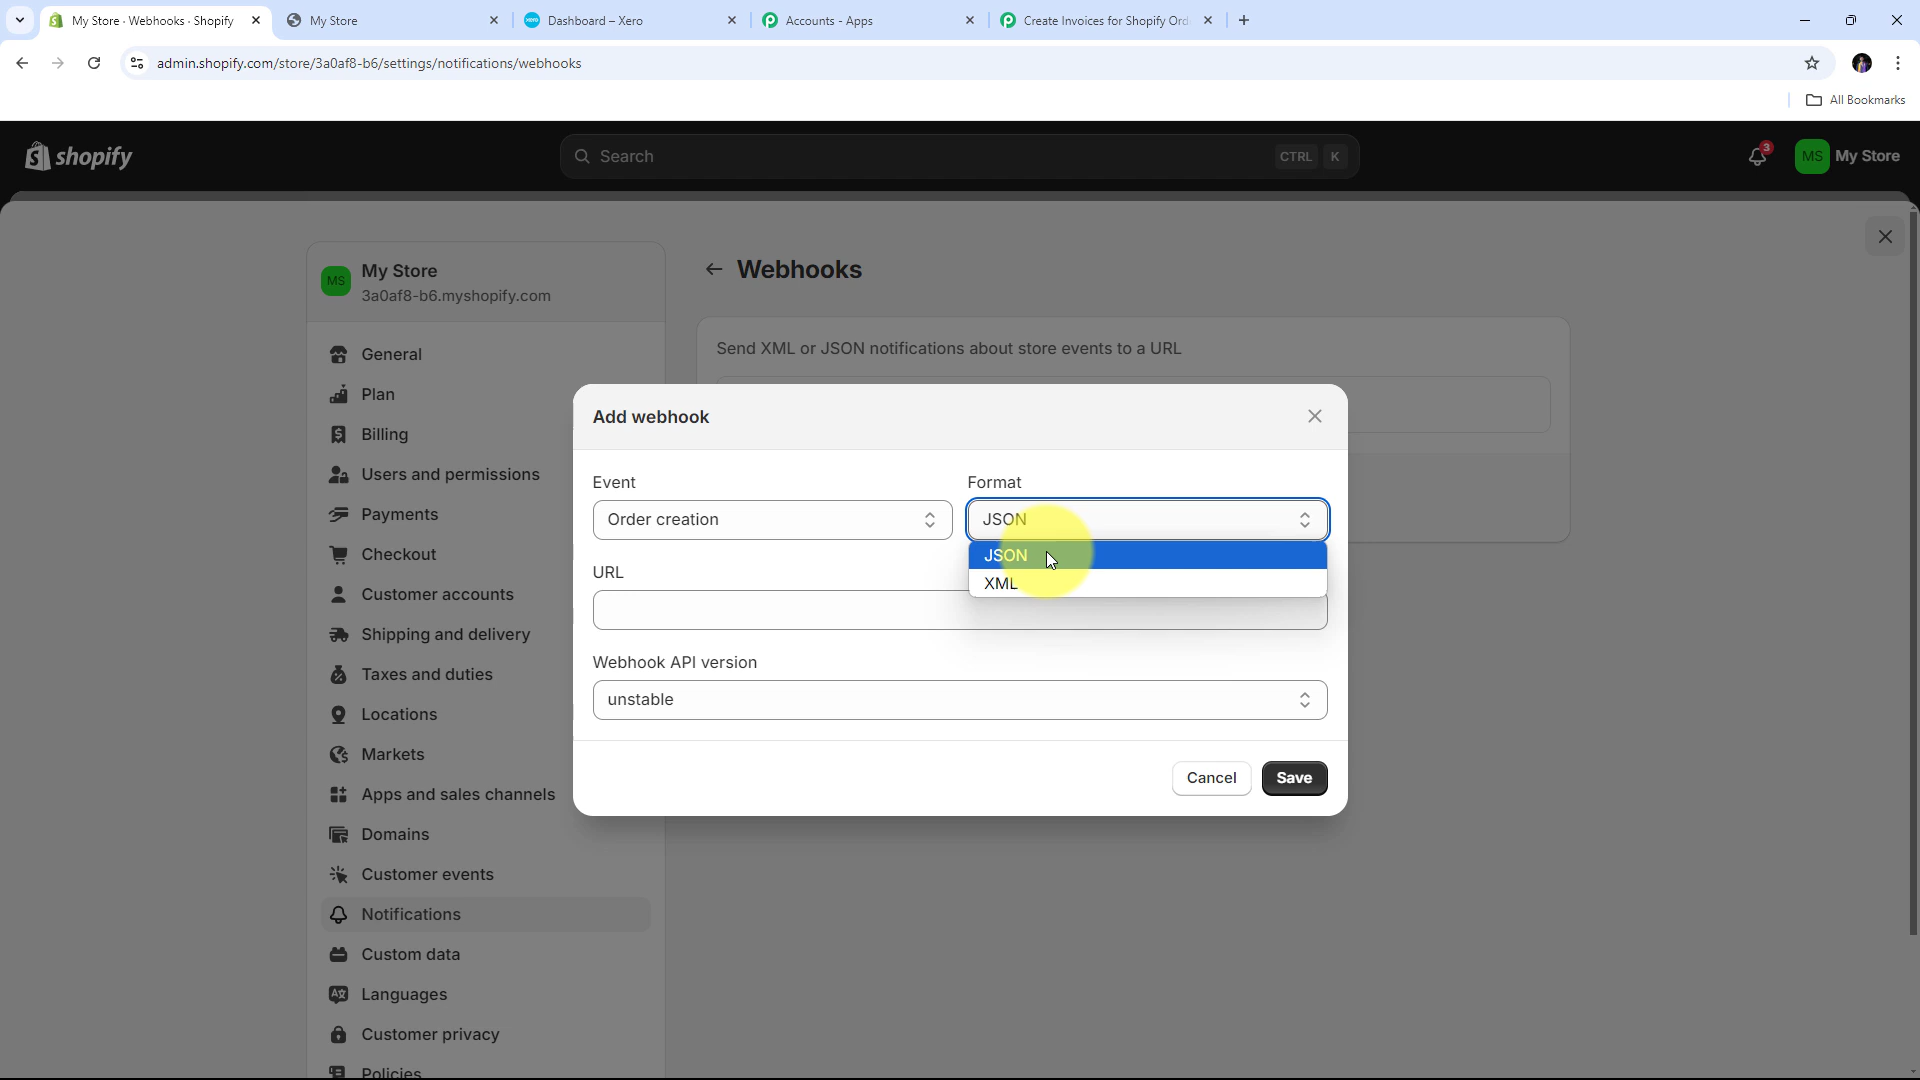 My Store · Webhooks · Shopify
My Store
Dashboard – Xero
Accounts - Apps
Create Invoices for Shopify Ord
admin.shopify.com/store/3a0af8-b6/settings/notifications/webhooks
All Bookmarks
shopify
Search
CTRL K
3
MS
My Store
MS
My Store
3a0af8-b6.myshopify.com
Webhooks
Send XML or JSON notifications about store events to a URL
General
Plan
Billing
Users and permissions
Payments
Checkout
Customer accounts
Shipping and delivery
Taxes and duties
Locations
Markets
Apps and sales channels
Domains
Customer events
Notifications
Custom data
Languages
Customer privacy
Policies
Add webhook
Event
Format
Order creation
JSON
JSON
XML
URL
Webhook API version
unstable
Cancel
Save